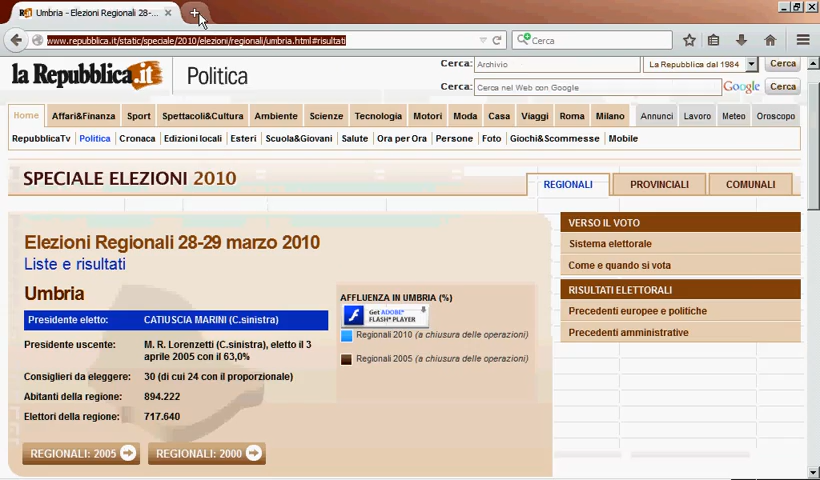 Umbria - Elezioni Regionali 28-...
www.repubblica.it/static/speciale/2010/elezioni/regionali/umbria.html#risultati
Cerca
la Repubblica.it Politica
Cerca: Archivio La Repubblica dal 1984 Cerca
Cerca: Cerca nel Web con Google Google Cerca
Home Affari&Finanza Sport Spettacoli&Cultura Ambiente Scienze Tecnologia Motori Moda Casa Viaggi Roma Milano Annunci Lavoro Meteo Oroscopo
RepubblicaTv Politica Cronaca Edizioni locali Esteri Scuola&Giovani Salute Ora per Ora Persone Foto Giochi&Scommesse Mobile
SPECIALE ELEZIONI 2010
REGIONALI PROVINCIALI COMUNALI
Elezioni Regionali 28-29 marzo 2010
Liste e risultati
Umbria
Presidente eletto: CATIUSCIA MARINI (C.sinistra)
Presidente uscente: M. R. Lorenzetti (C.sinistra), eletto il 3
aprile 2005 con il 63,0%
Consiglieri da eleggere: 30 (di cui 24 con il proporzionale)
Abitanti della regione: 894.222
Elettori della regione: 717.640
REGIONALI: 2005 REGIONALI: 2000
AFFLUENZA IN UMBRIA (%)
Get ADOBE®
FLASH® PLAYER
Regionali 2010 (a chiusura delle operazioni)
Regionali 2005 (a chiusura delle operazioni)
VERSO IL VOTO
Sistema elettorale
Come e quando si vota
RISULTATI ELETTORALI
Precedenti europee e politiche
Precedenti amministrative